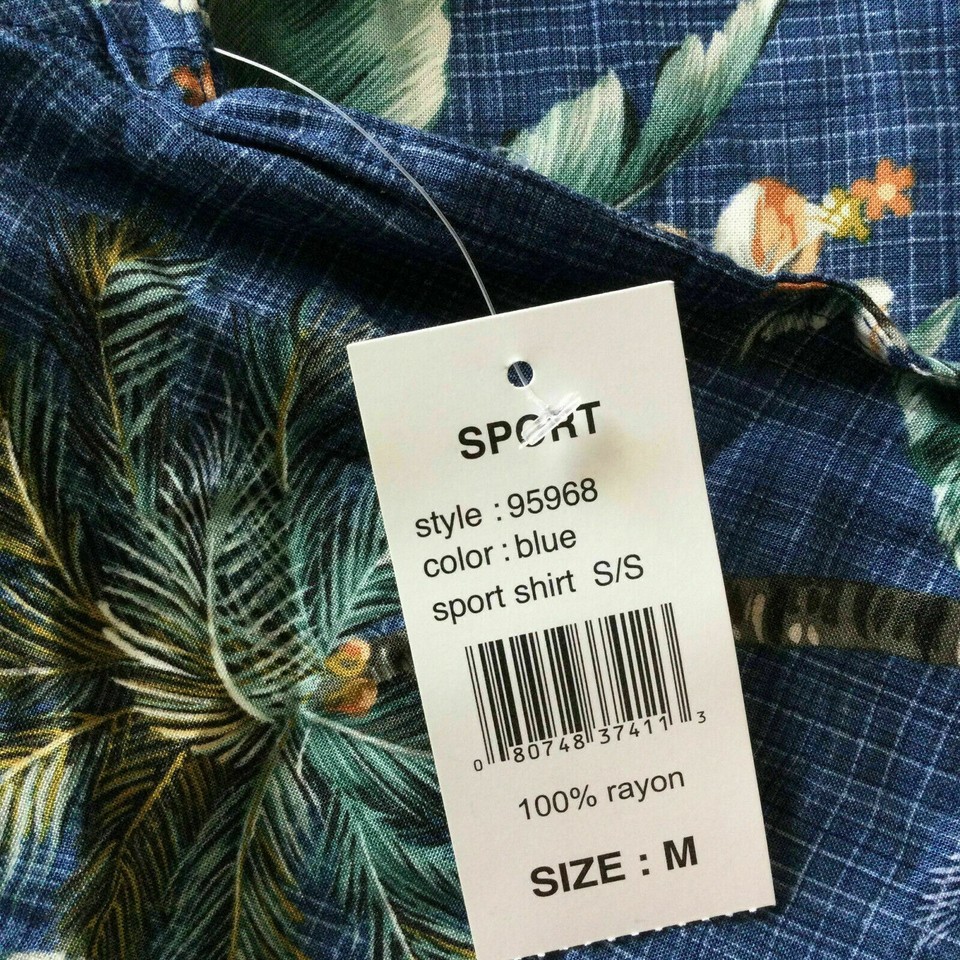 SPORT
style : 95968
color : blue
sport shirt S/S
0 80748 37411 3
100% rayon
SIZE : M